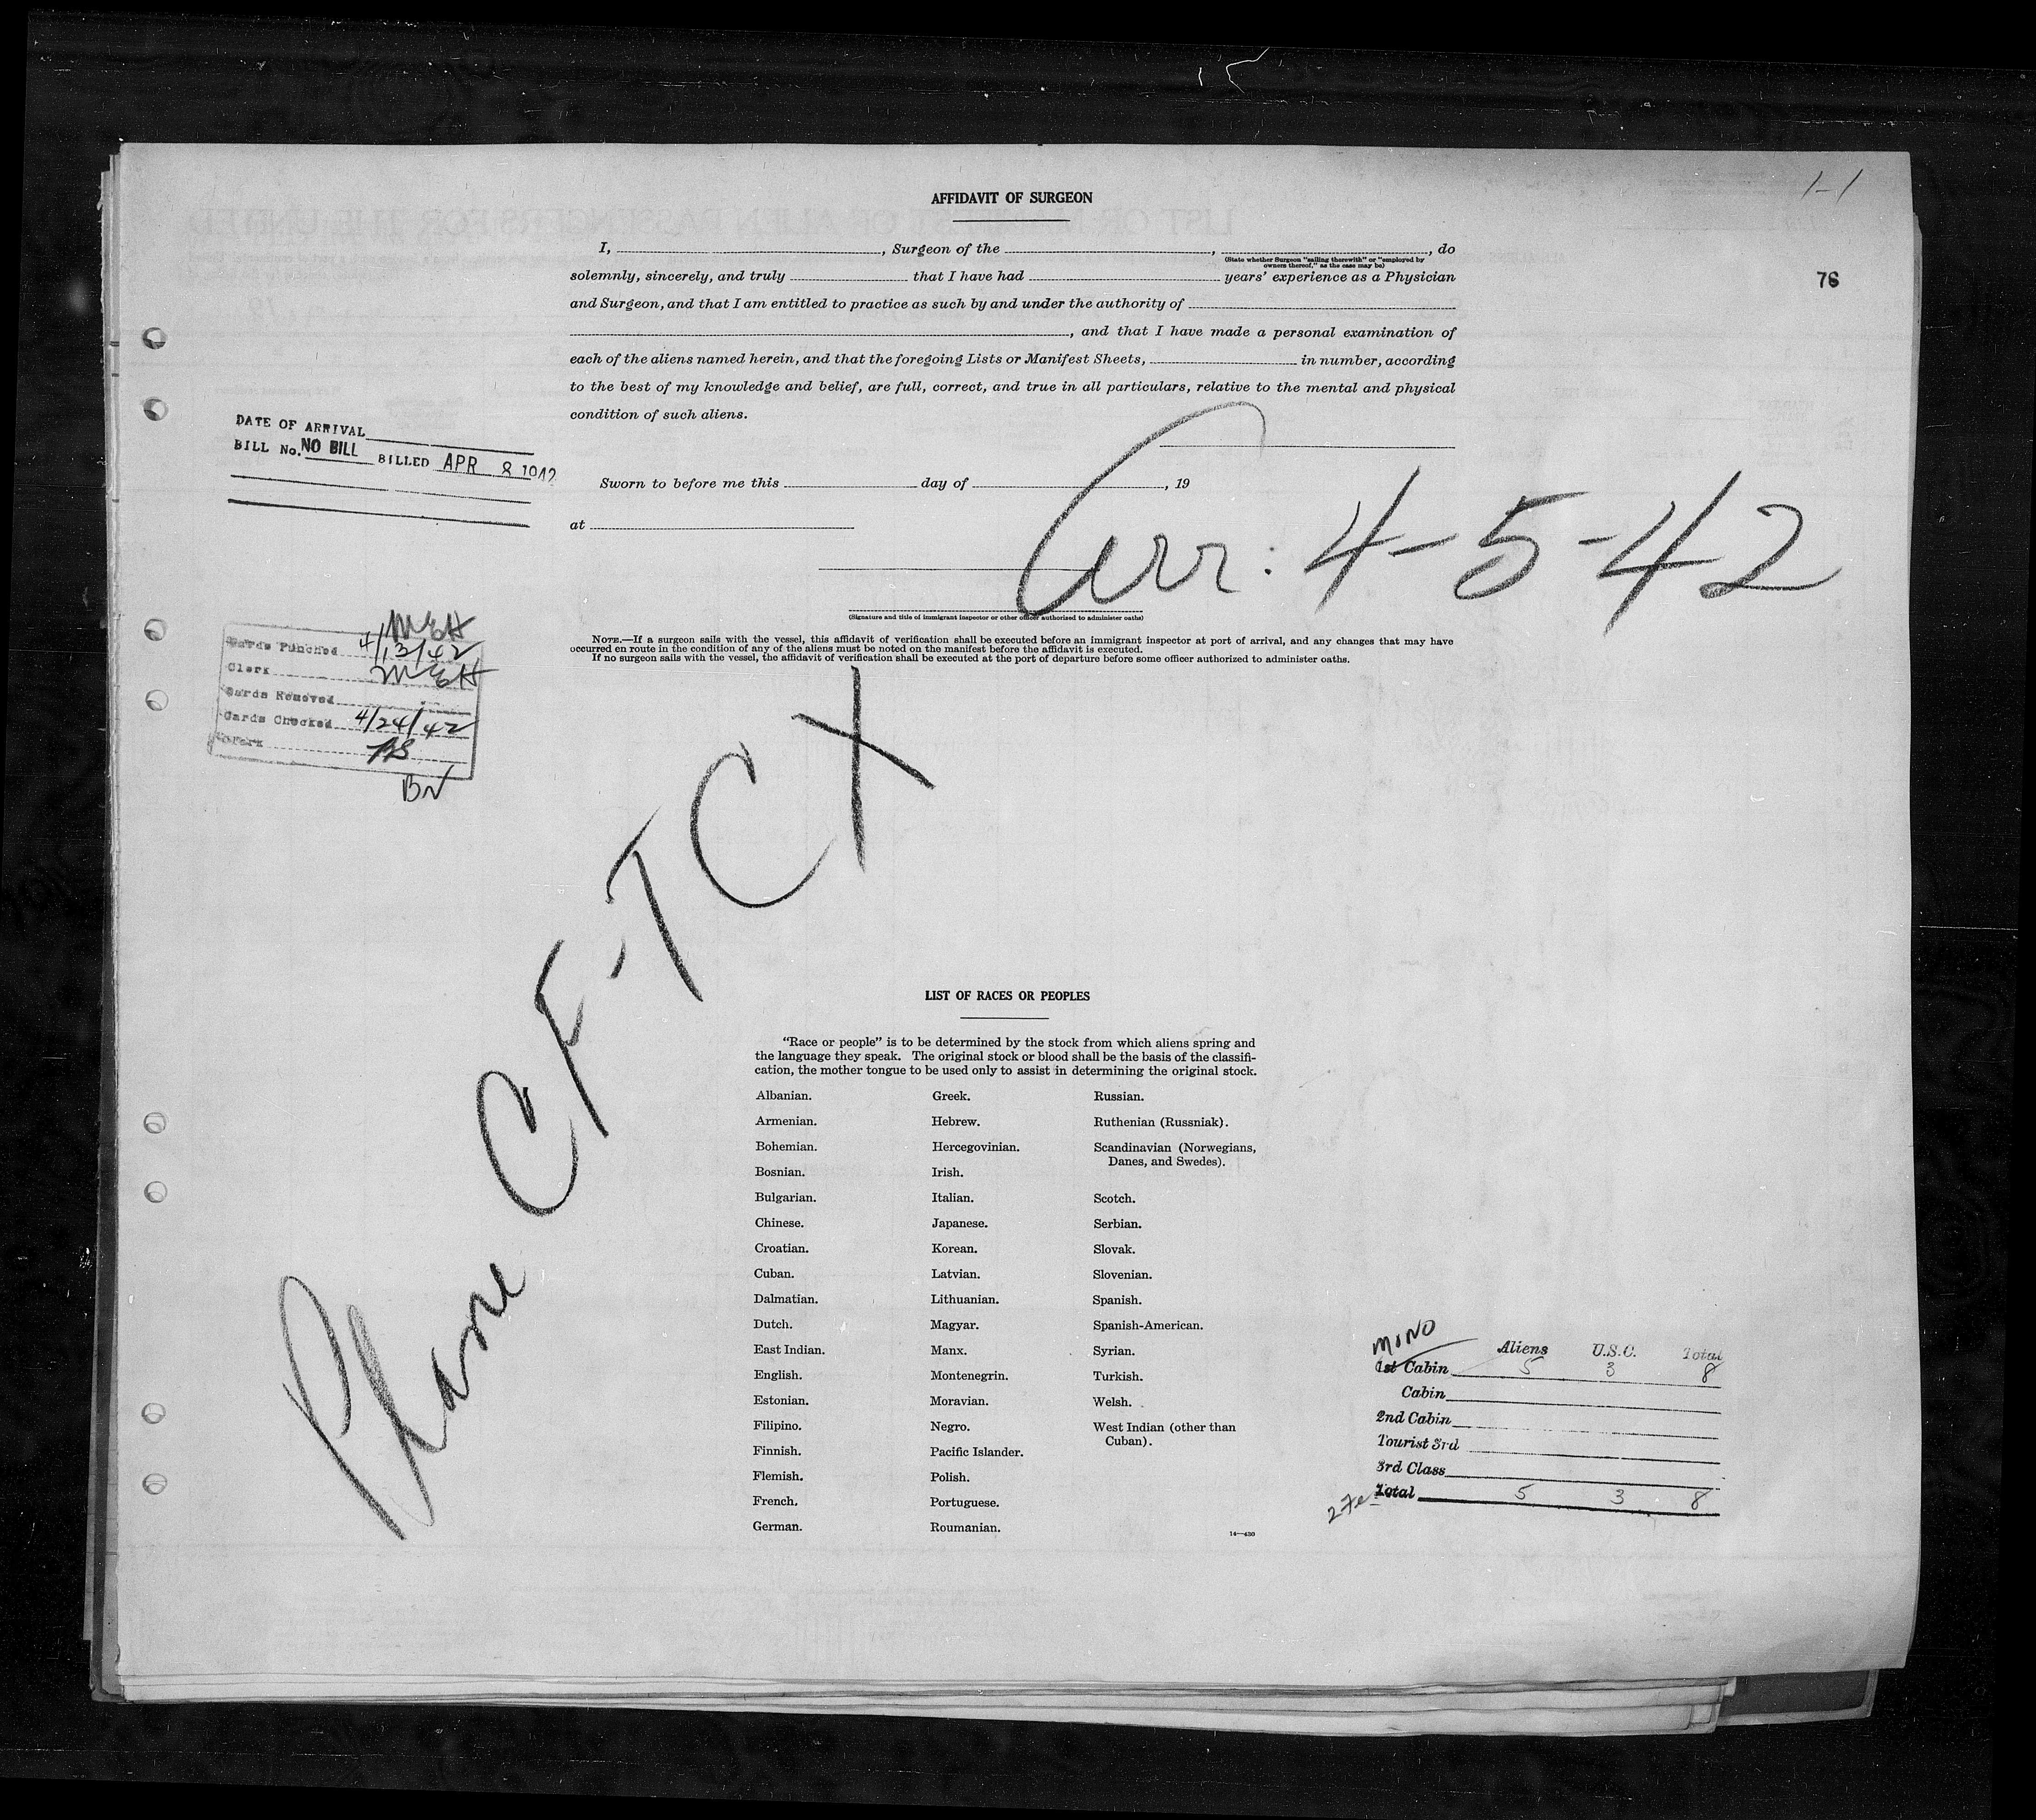 1-1
AFFIDAVIT OF SURGEON
76
I, , Surgeon of the , , do
(State whether Surgeon "sailing therewith" or "employed by
owners thereof," as the case may be)
solemnly, sincerely, and truly that I have had years' experience as a Physician
and Surgeon, and that I am entitled to practice as such by and under the authority of
, and that I have made a personal examination of
each of the aliens named herein, and that the foregoing Lists or Manifest Sheets, in number, according
to the best of my knowledge and belief, are full, correct, and true in all particulars, relative to the mental and physical
condition of such aliens.
DATE OF ARRIVAL
BILL No. NO BILL BILLED APR 8 1942
Sworn to before me this day of , 19
at
Arr: 4-5-42
(Signature and title of immigrant inspector or other officer authorized to administer oaths)
NOTE.—If a surgeon sails with the vessel, this affidavit of verification shall be executed before an immigrant inspector at port of arrival, and any changes that may have
occurred en route in the condition of any of the aliens must be noted on the manifest before the affidavit is executed.
If no surgeon sails with the vessel, the affidavit of verification shall be executed at the port of departure before some officer authorized to administer oaths.
MEH
Cards Punched 4/13/42
Clerk MEH
Cards Removed
Cards Checked 4/24/42
Clerk
BN
Plane CF-TCX
LIST OF RACES OR PEOPLES
"Race or people" is to be determined by the stock from which aliens spring and
the language they speak. The original stock or blood shall be the basis of the classifi-
cation, the mother tongue to be used only to assist in determining the original stock.
Albanian. Greek. Russian.
Armenian. Hebrew. Ruthenian (Russniak).
Bohemian. Hercegovinian. Scandinavian (Norwegians,
Danes, and Swedes).
Bosnian. Irish.
Bulgarian. Italian. Scotch.
Chinese. Japanese. Serbian.
Croatian. Korean. Slovak.
Cuban. Latvian. Slovenian.
Dalmatian. Lithuanian. Spanish.
Dutch. Magyar. Spanish-American.
East Indian. Manx. Syrian.
English. Montenegrin. Turkish.
Estonian. Moravian. Welsh.
Filipino. Negro. West Indian (other than
Cuban).
Finnish. Pacific Islander.
Flemish. Polish.
French. Portuguese.
German. Roumanian.
14—430
MONO
Aliens U.S.C. Total
1st Cabin 5 3 8
Cabin
2nd Cabin
Tourist 3rd
3rd Class
Total 5 3 8